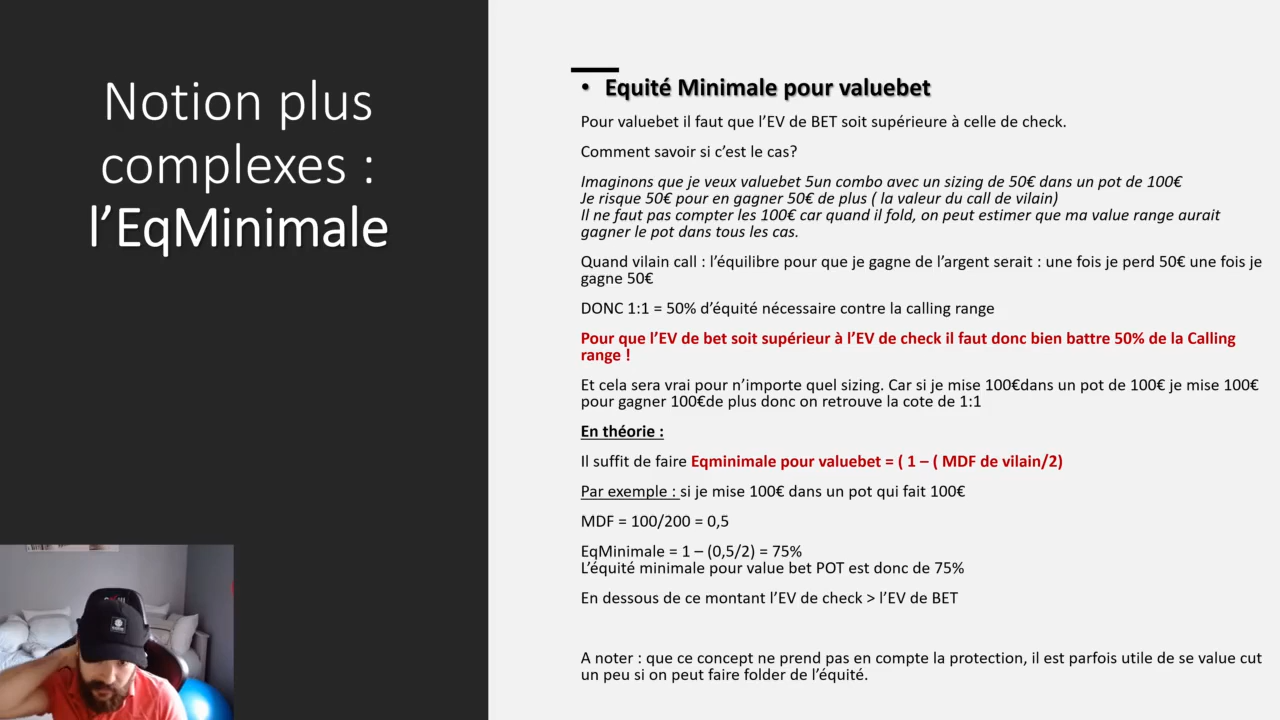 Notion plus
complexes :
l’EqMinimale
• Equité Minimale pour valuebet
Pour valuebet il faut que l’EV de BET soit supérieure à celle de check.
Comment savoir si c’est le cas?
Imaginons que je veux valuebet 5un combo avec un sizing de 50€ dans un pot de 100€
Je risque 50€ pour en gagner 50€ de plus ( la valeur du call de vilain)
Il ne faut pas compter les 100€ car quand il fold, on peut estimer que ma value range aurait
gagner le pot dans tous les cas.
Quand vilain call : l’équilibre pour que je gagne de l’argent serait : une fois je perd 50€ une fois je
gagne 50€
DONC 1:1 = 50% d’équité nécessaire contre la calling range
Pour que l’EV de bet soit supérieur à l’EV de check il faut donc bien battre 50% de la Calling
range !
Et cela sera vrai pour n’importe quel sizing. Car si je mise 100€dans un pot de 100€ je mise 100€
pour gagner 100€de plus donc on retrouve la cote de 1:1
En théorie :
Il suffit de faire Eqminimale pour valuebet = ( 1 – ( MDF de vilain/2)
Par exemple : si je mise 100€ dans un pot qui fait 100€
MDF = 100/200 = 0,5
EqMinimale = 1 – (0,5/2) = 75%
L’équité minimale pour value bet POT est donc de 75%
En dessous de ce montant l’EV de check > l’EV de BET
A noter : que ce concept ne prend pas en compte la protection, il est parfois utile de se value cut
un peu si on peut faire folder de l’équité.